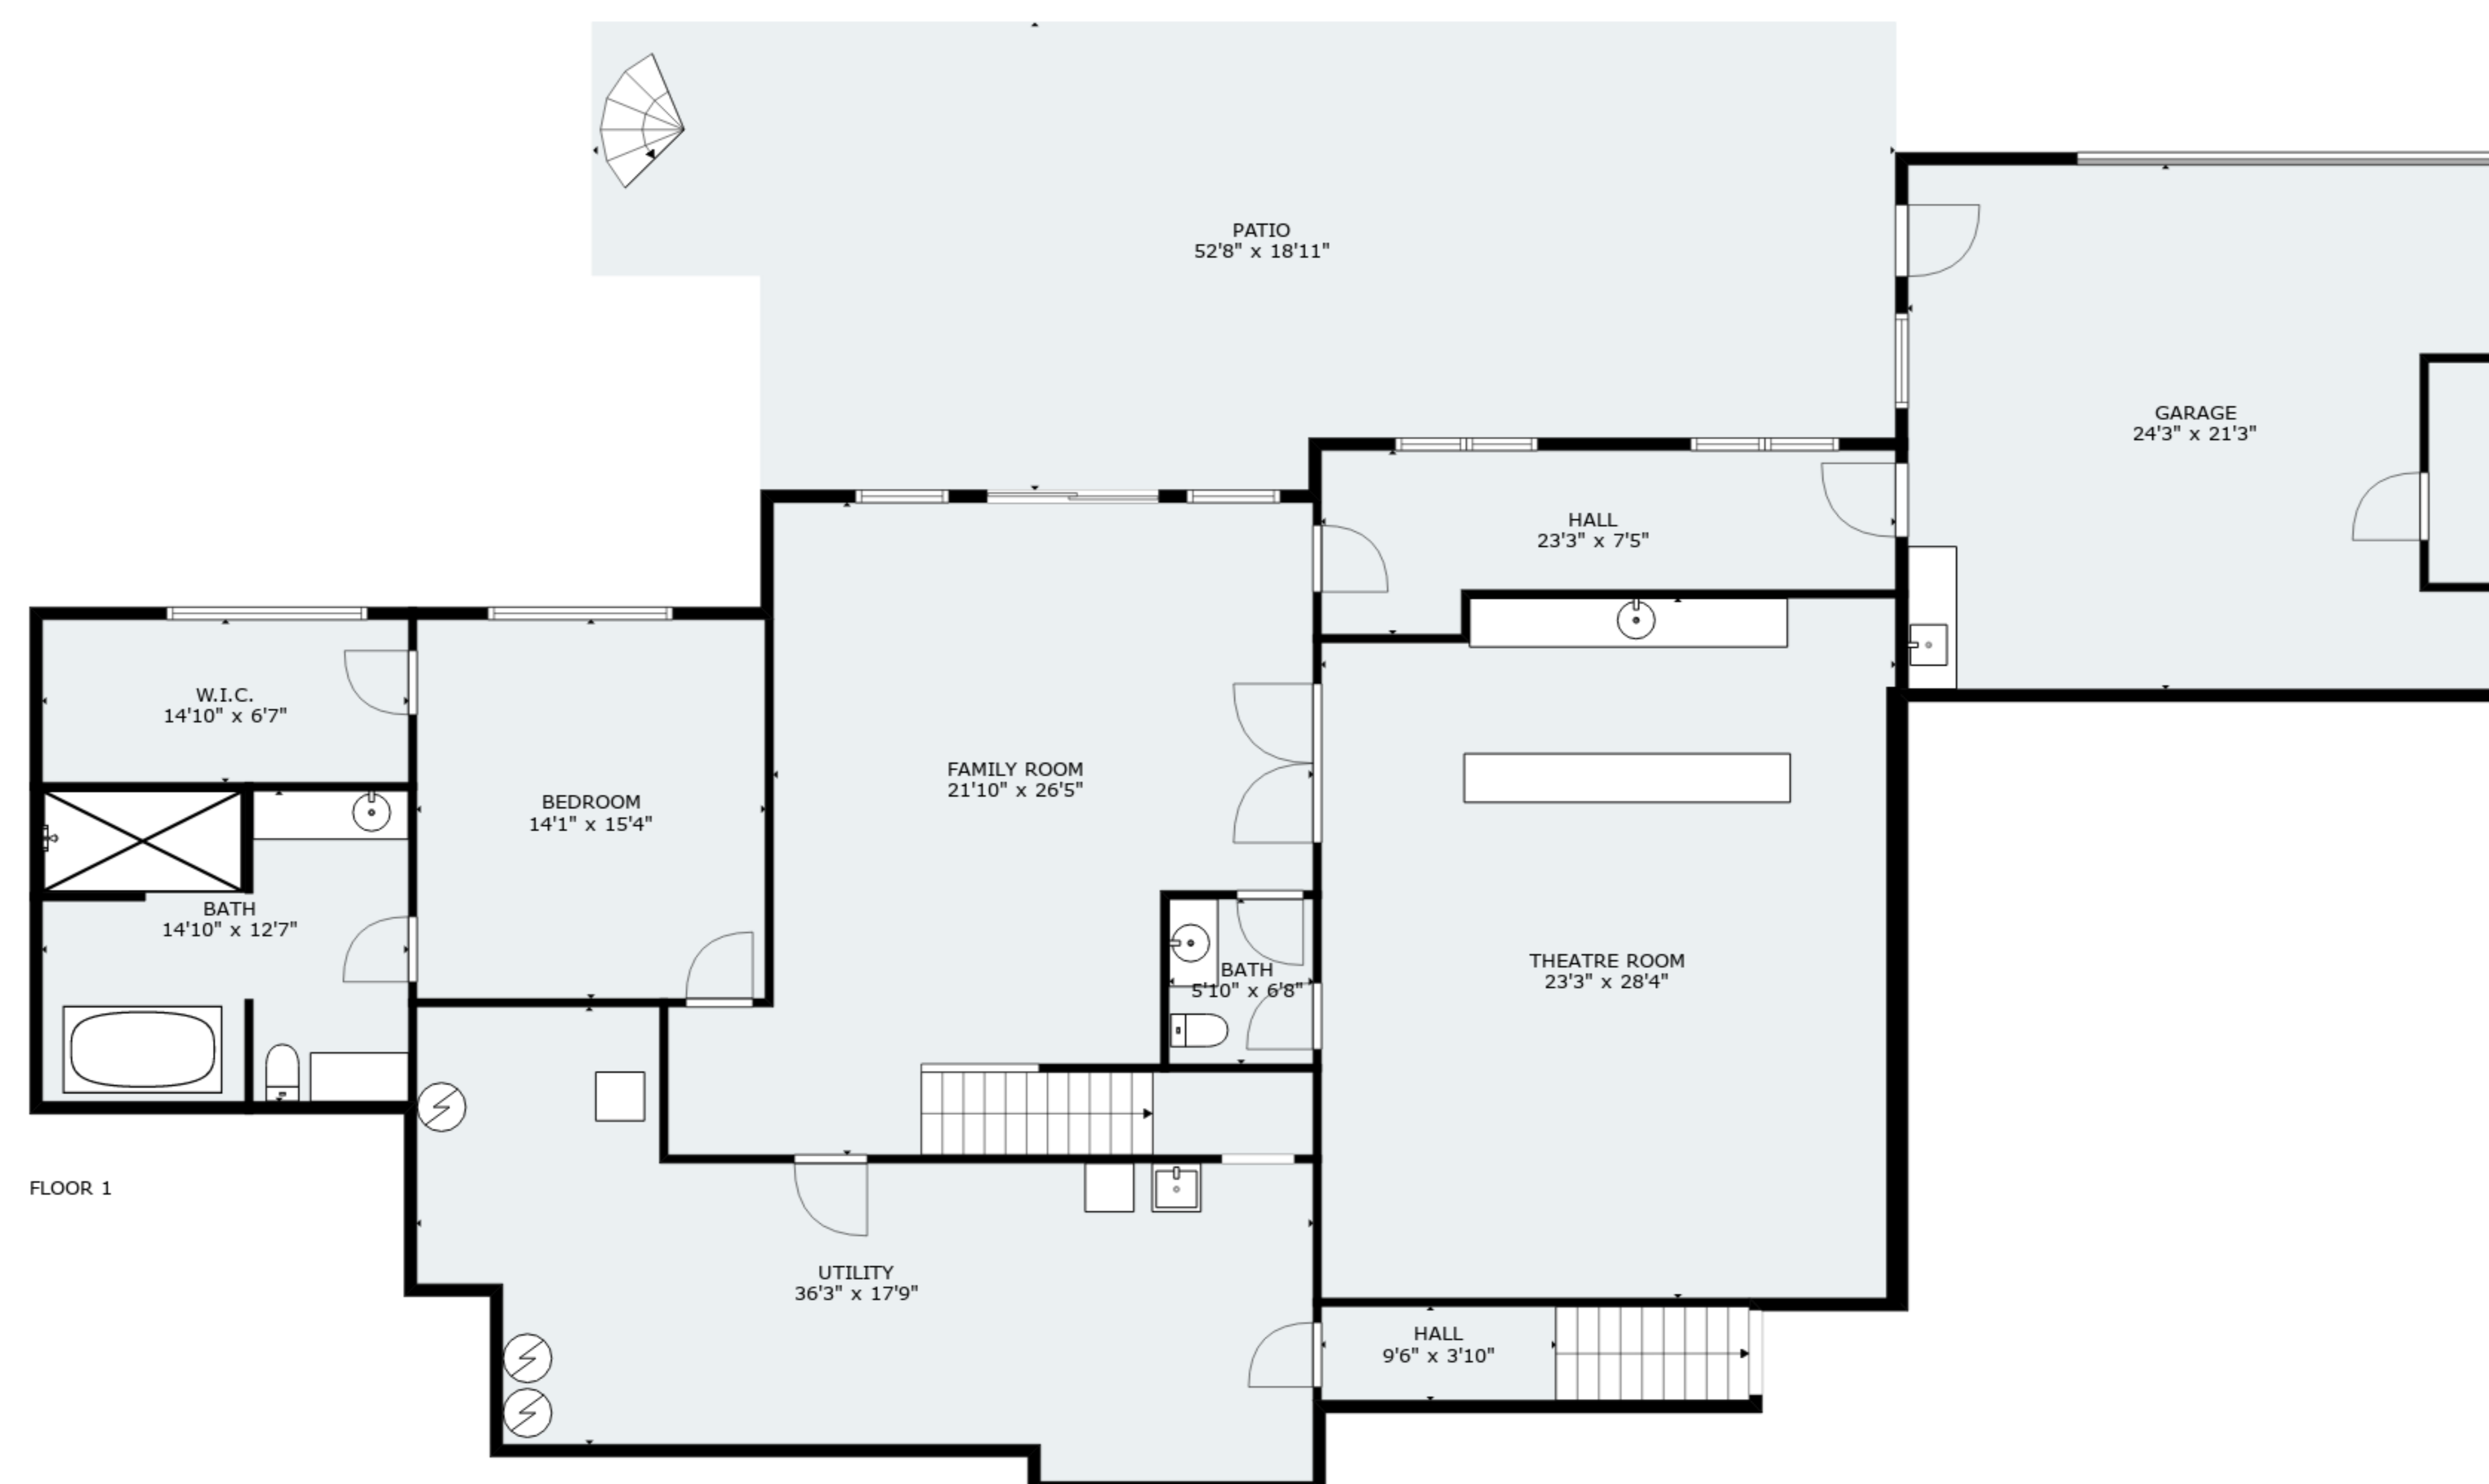 PATIO
52'8" x 18'11"
GARAGE
24'3" x 21'3"
HALL
23'3" x 7'5"
W.I.C.
14'10" x 6'7"
FAMILY ROOM
21'10" x 26'5"
BEDROOM
14'1" x 15'4"
BATH
14'10" x 12'7"
THEATRE ROOM
23'3" x 28'4"
BATH
5'10" x 6'8"
FLOOR 1
UTILITY
36'3" x 17'9"
HALL
9'6" x 3'10"